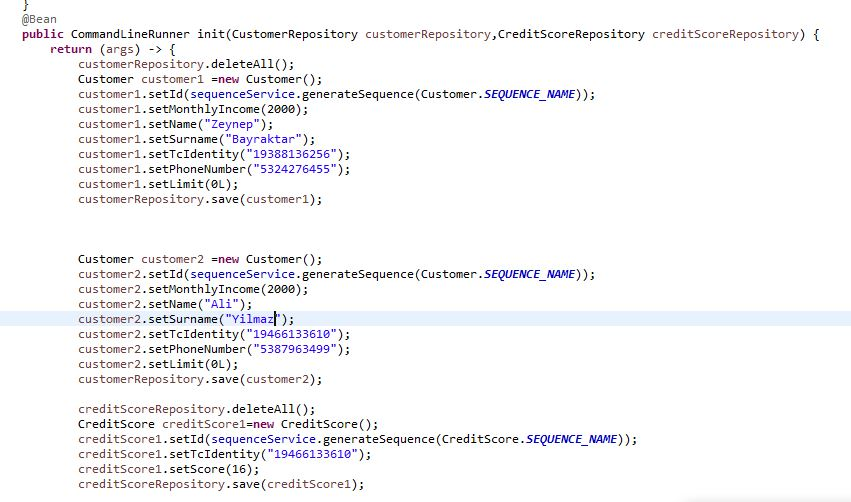 }
@Bean
public CommandLineRunner init(CustomerRepository customerRepository,CreditScoreRepository creditScoreRepository) {
return (args) -> {
customerRepository.deleteAll();
Customer customer1 =new Customer();
customer1.setId(sequenceService.generateSequence(Customer.SEQUENCE_NAME));
customer1.setMonthlyIncome(2000);
customer1.setName("Zeynep");
customer1.setSurname("Bayraktar");
customer1.setTcIdentity("19388136256");
customer1.setPhoneNumber("5324276455");
customer1.setLimit(0L);
customerRepository.save(customer1);
Customer customer2 =new Customer();
customer2.setId(sequenceService.generateSequence(Customer.SEQUENCE_NAME));
customer2.setMonthlyIncome(2000);
customer2.setName("Ali");
customer2.setSurname("Yilmaz");
customer2.setTcIdentity("19466133610");
customer2.setPhoneNumber("5387963499");
customer2.setLimit(0L);
customerRepository.save(customer2);
creditScoreRepository.deleteAll();
CreditScore creditScore1=new CreditScore();
creditScore1.setId(sequenceService.generateSequence(CreditScore.SEQUENCE_NAME));
creditScore1.setTcIdentity("19466133610");
creditScore1.setScore(16);
creditScoreRepository.save(creditScore1);